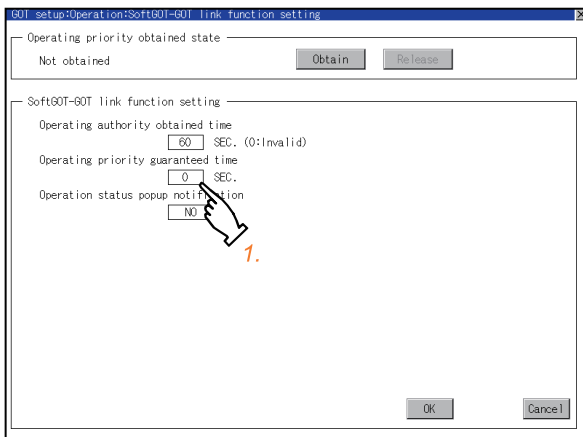 GOT setup:Operation:SoftGOT-GOT link function setting
Operating priority obtained state
Not obtained Obtain Release
SoftGOT-GOT link function setting
Operating authority obtained time
60 SEC. (0:Invalid)
Operating priority guaranteed time
0 SEC.
Operation status popup notification
NO
1.
OK Cancel